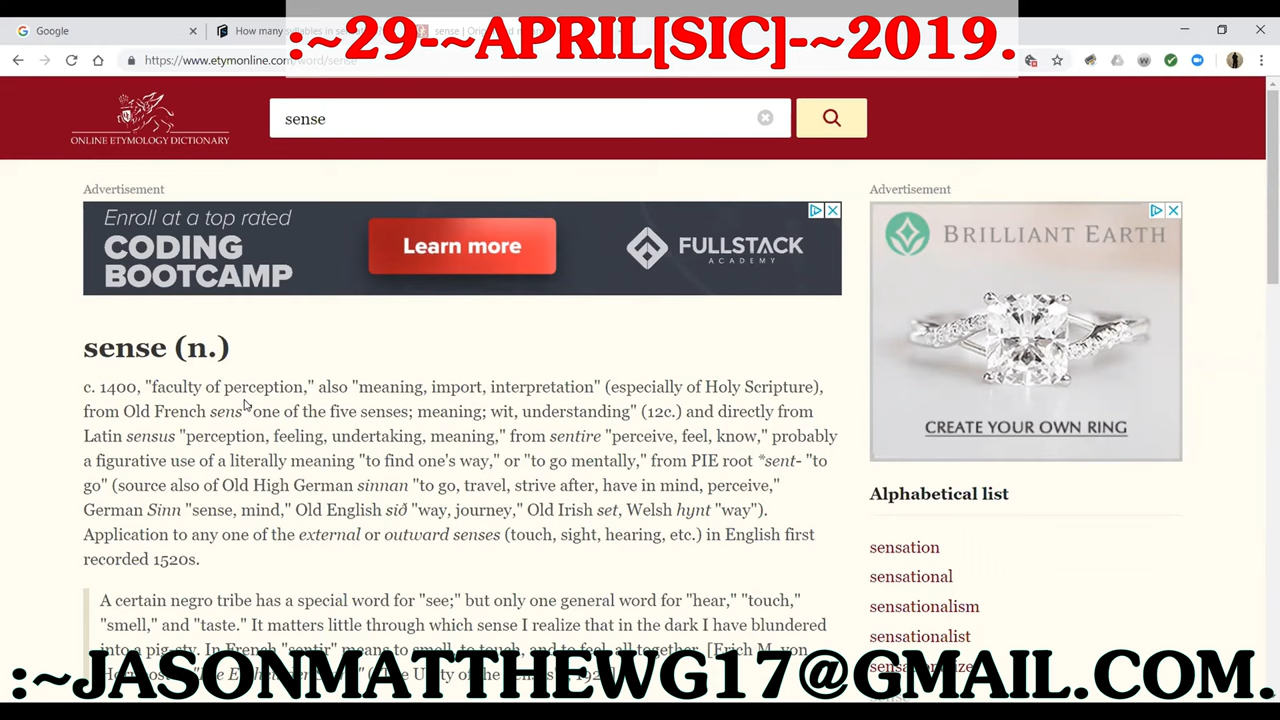 :~29-~APRIL[SIC]-~2019.
Google
How many syllables in
sense
https://www.etymonline.com/word/sense
ONLINE ETYMOLOGY DICTIONARY
sense
Advertisement
Enroll at a top rated
CODING
BOOTCAMP
Learn more
FULLSTACK
ACADEMY
Advertisement
BRILLIANT EARTH
CREATE YOUR OWN RING
sense (n.)
c. 1400, "faculty of perception," also "meaning, import, interpretation" (especially of Holy Scripture),
from Old French sens "one of the five senses; meaning; wit, understanding" (12c.) and directly from
Latin sensus "perception, feeling, undertaking, meaning," from sentire "perceive, feel, know," probably
a figurative use of a literally meaning "to find one's way," or "to go mentally," from PIE root *sent- "to
go" (source also of Old High German sinnan "to go, travel, strive after, have in mind, perceive,"
German Sinn "sense, mind," Old English sið "way, journey," Old Irish set, Welsh hynt "way").
Application to any one of the external or outward senses (touch, sight, hearing, etc.) in English first
recorded 1520s.
A certain negro tribe has a special word for "see;" but only one general word for "hear," "touch,"
"smell," and "taste." It matters little through which sense I realize that in the dark I have blundered
into a pig-sty. In French "sentir" means to smell, to touch, and to feel, all together. [Erich M. von
Alphabetical list
sensation
sensational
sensationalism
sensationalist
:~JASONMATTHEWG17@GMAIL.COM.